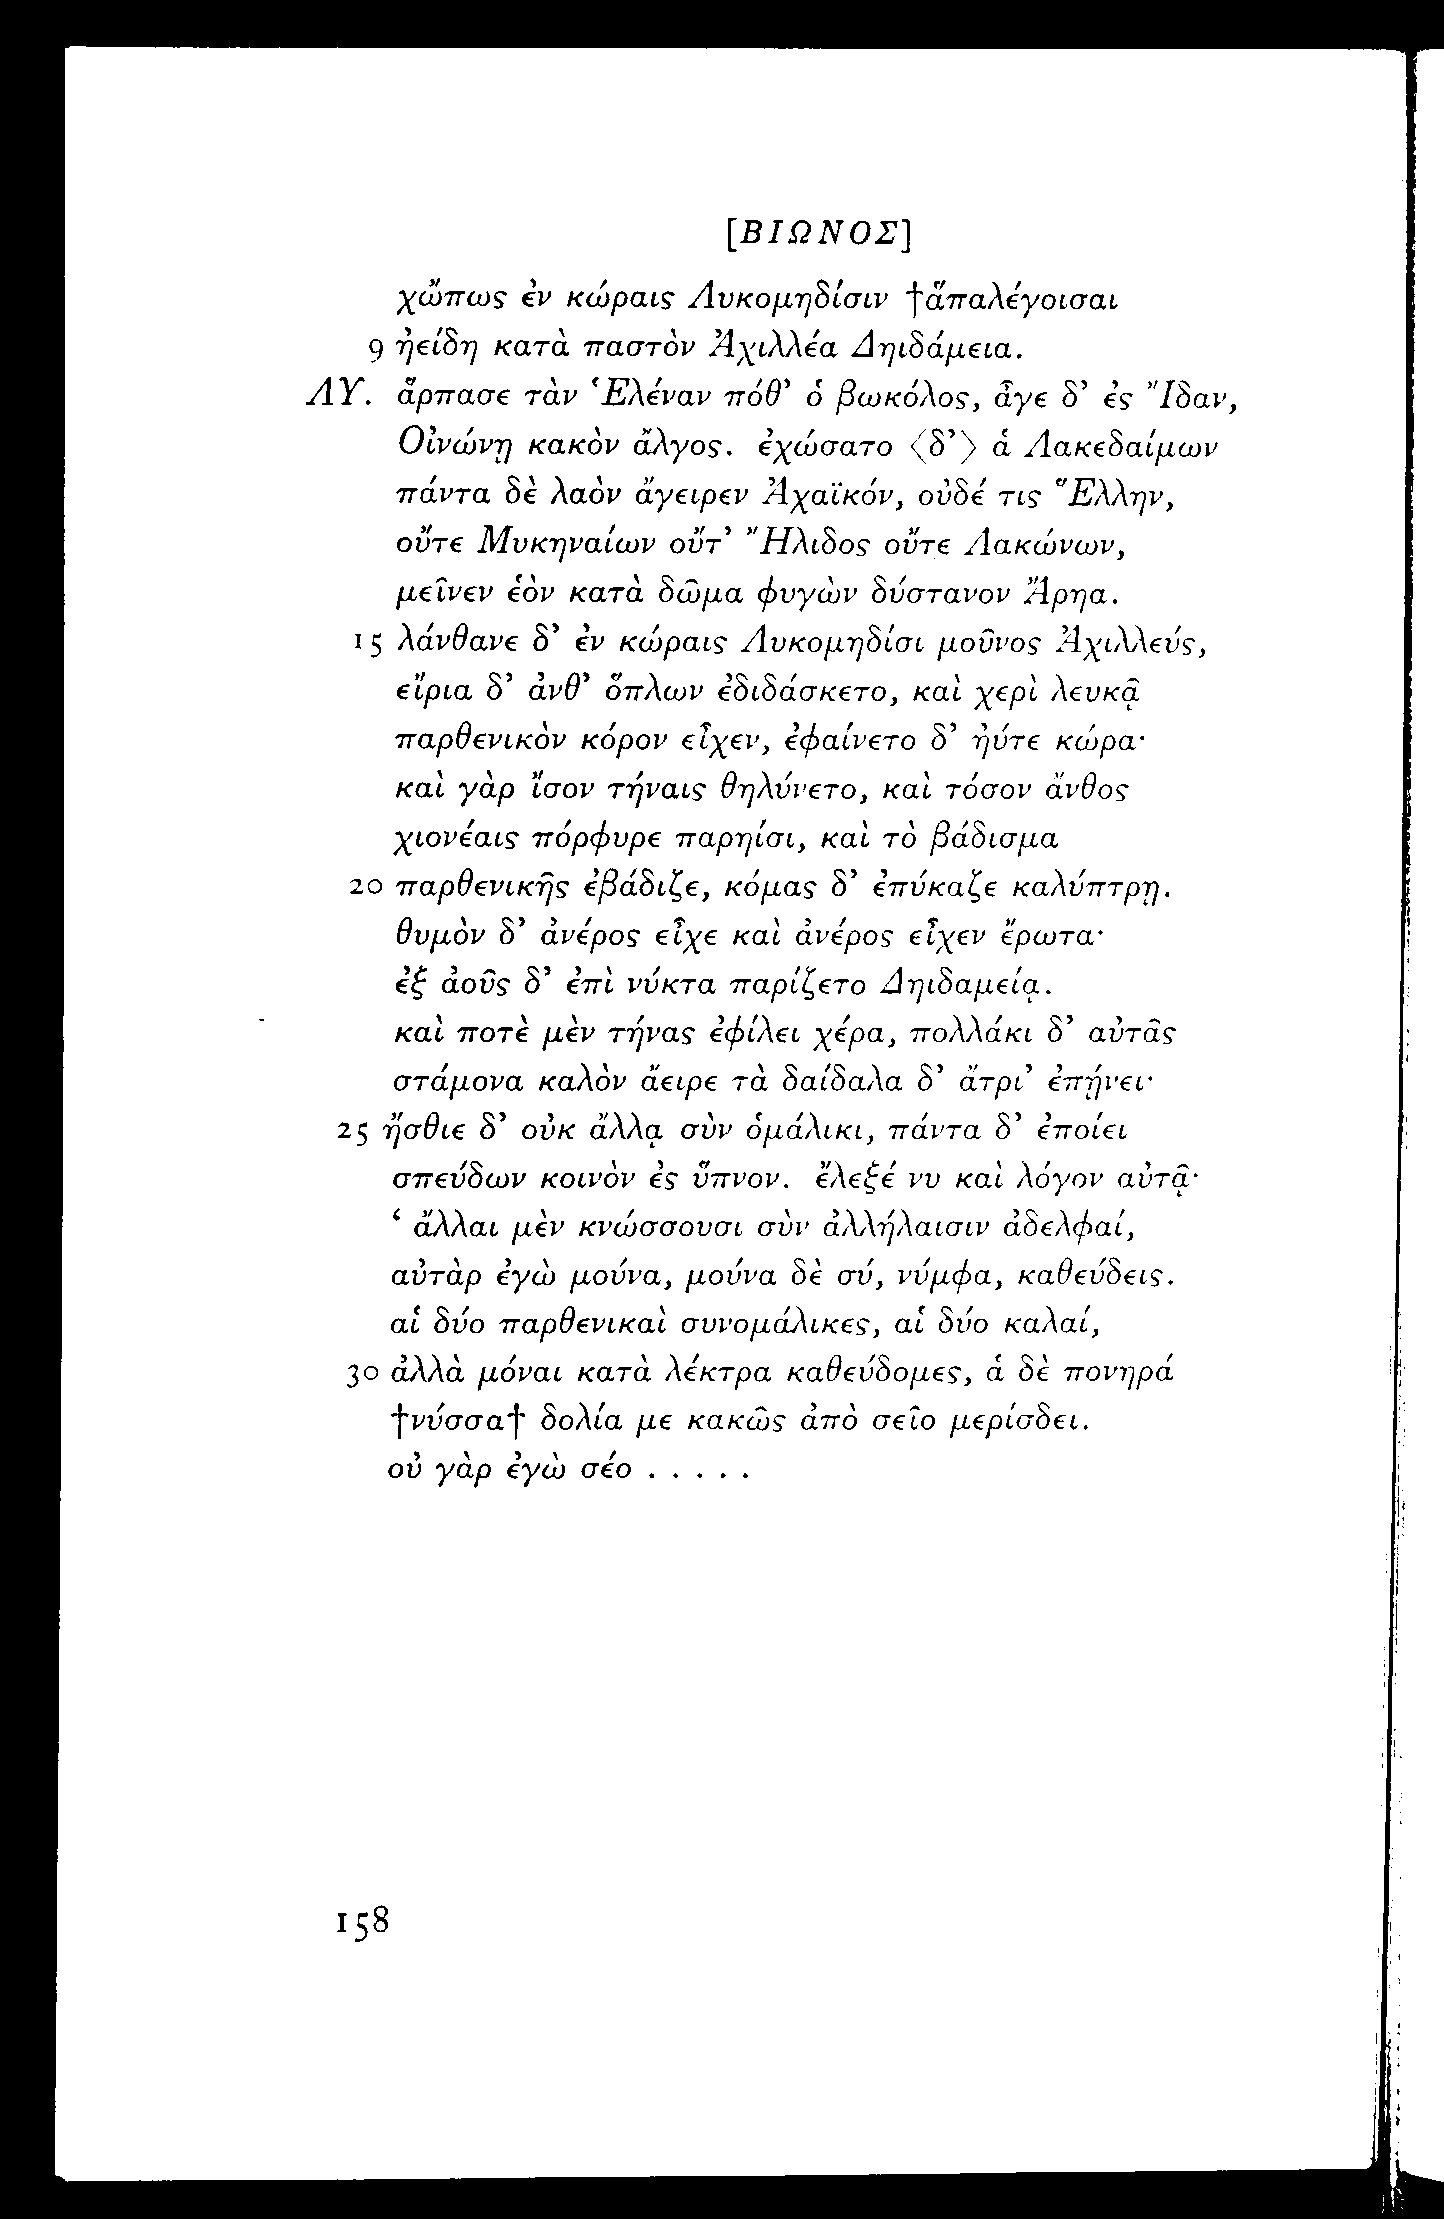 [ΒΙΩΝΟΣ]
χὤπως ἐν κώραις Λυκομηδίσιν †ἅπαλέγοισαι
9 ἠείδη κατὰ παστὸν Ἀχιλλέα Δηιδάμεια.
ΛΥ. ἅρπασε τὰν Ἑλέναν πόθ’ ὁ βωκόλος, ἆγε δ’ ἐς Ἴδαν,
Οἰνώνῃ κακὸν ἄλγος. ἐχώσατο ⟨δ’⟩ ἁ Λακεδαίμων
πάντα δὲ λαὸν ἄγειρεν Ἀχαϊκόν, οὐδέ τις Ἕλλην,
οὔτε Μυκηναίων οὔτ’ Ἤλιδος οὔτε Λακώνων,
μεῖνεν ἑὸν κατὰ δῶμα φυγὼν δύστανον Ἄρηα.
15 λάνθανε δ’ ἐν κώραις Λυκομηδίσι μοῦνος Ἀχιλλεύς,
εἴρια δ’ ἀνθ’ ὅπλων ἐδιδάσκετο, καὶ χερὶ λευκᾷ
παρθενικὸν κόρον εἶχεν, ἐφαίνετο δ’ ἠύτε κώρα·
καὶ γὰρ ἴσον τήναις θηλύνετο, καὶ τόσον ἄνθος
χιονέαις πόρφυρε παρηίσι, καὶ τὸ βάδισμα
20 παρθενικῆς ἐβάδιζε, κόμας δ’ ἐπύκαζε καλύπτρῃ.
θυμὸν δ’ ἀνέρος εἶχε καὶ ἀνέρος εἶχεν ἔρωτα·
ἐξ ἀοῦς δ’ ἐπὶ νύκτα παρίζετο Δηιδαμείᾳ.
καὶ ποτὲ μὲν τήνας ἐφίλει χέρα, πολλάκι δ’ αὐτᾶς
στάμονα καλὸν ἄειρε τὰ δαίδαλα δ’ ἄτρι’ ἐπῄνει·
25 ἤσθιε δ’ οὐκ ἄλλᾳ σὺν ὁμάλικι, πάντα δ’ ἐποίει
σπεύδων κοινὸν ἐς ὕπνον. ἔλεξέ νυ καὶ λόγον αὐτᾷ·
‘ ἄλλαι μὲν κνώσσουσι σὺν ἀλλήλαισιν ἀδελφαί,
αὐτὰρ ἐγὼ μούνα, μούνα δὲ σύ, νύμφα, καθεύδεις.
αἱ δύο παρθενικαὶ συνομάλικες, αἱ δύο καλαί,
30 ἀλλὰ μόναι κατὰ λέκτρα καθεύδομες, ἁ δὲ πονηρά
†νύσσα† δολία με κακῶς ἀπὸ σεῖο μερίσδει.
οὐ γὰρ ἐγὼ σέο . . . . .
158